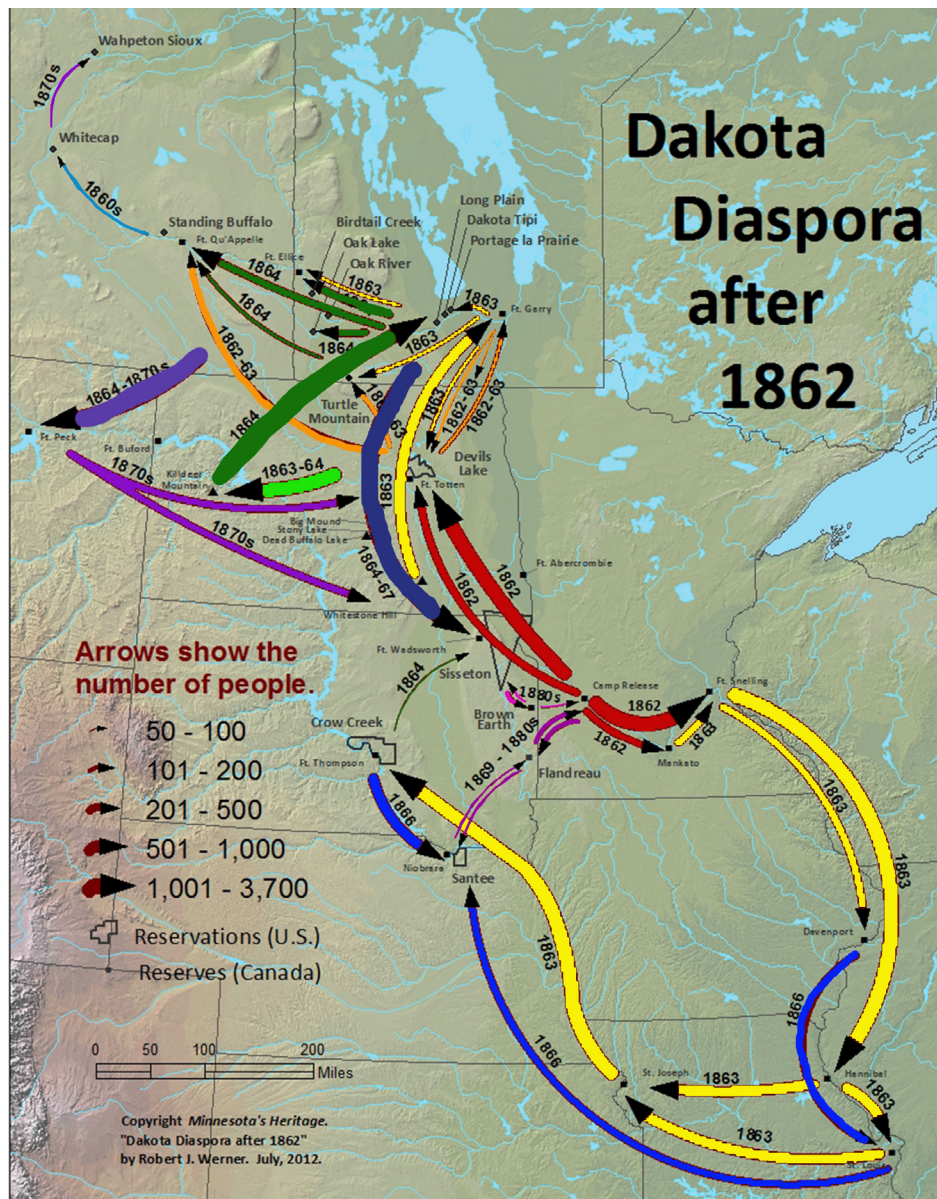 Dakota
Diaspora
after
1862
Wahpeton Sioux
1870s
Whitecap
1860s
Standing Buffalo
Ft. Qu'Appelle
Birdtail Creek
Oak Lake
Oak River
Long Plain
Dakota Tipi
Portage la Prairie
Ft. Ellice
1864
1863
1863
Ft. Garry
1864
1864
1863
1862-63
1864-1870s
Turtle
Mountain
1863
1862-63
1862-63
1864
Ft. Peck
Ft. Buford
Devils
Lake
Killdeer
Mountain
1863-64
1870s
1863
Ft. Totten
Big Mound
Stony Lake
Dead Buffalo Lake
1870s
1864-67
1862
1862
Ft. Abercrombie
Whitestone Hill
Ft. Wadsworth
Sisseton
Arrows show the
number of people.
50 - 100
101 - 200
201 - 500
501 - 1,000
1,001 - 3,700
Reservations (U.S.)
Reserves (Canada)
1864
1880s
Camp Release
Ft. Snelling
Brown
Earth
1862
1862
1863
Mankato
Crow Creek
Ft. Thompson
1869 - 1880s
Flandreau
1863
1863
1866
Niobrara
Santee
Davenport
1863
1866
1866
0 50 100 200
Miles
St. Joseph
1863
Hannibal
1863
1863
St. Louis
Copyright Minnesota's Heritage.
"Dakota Diaspora after 1862"
by Robert J. Werner. July, 2012.